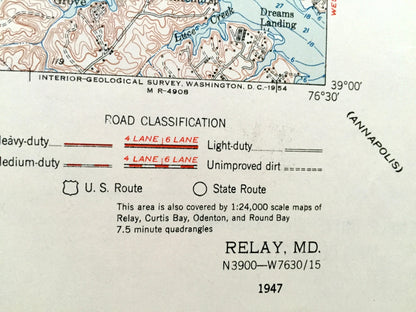 Grove
Luces Creek
Dreams
Landing
27
6
INTERIOR-GEOLOGICAL SURVEY, WASHINGTON, D. C.-1954
M R-4908
39°00'
76°30'
(ANNAPOLIS)
ROAD CLASSIFICATION
4 LANE | 6 LANE
Heavy-duty
Light-duty
4 LANE | 6 LANE
Medium-duty
Unimproved dirt
U. S. Route
State Route
This area is also covered by 1:24,000 scale maps of
Relay, Curtis Bay, Odenton, and Round Bay
7.5 minute quadrangles
RELAY, MD.
N3900—W7630/15
1947